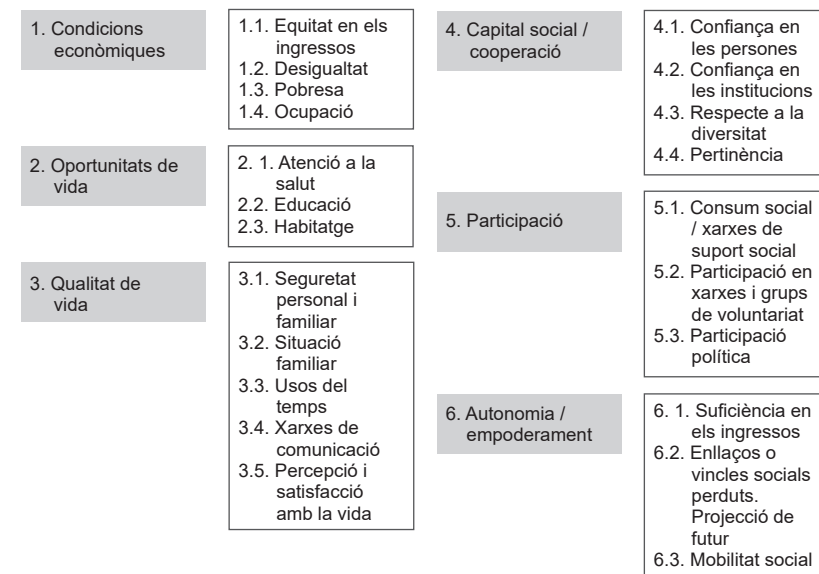 1. Condicions
econòmiques
1.1. Equitat en els
ingressos
1.2. Desigualtat
1.3. Pobresa
1.4. Ocupació
2. Oportunitats de
vida
2. 1. Atenció a la
salut
2.2. Educació
2.3. Habitatge
3. Qualitat de
vida
3.1. Seguretat
personal i
familiar
3.2. Situació
familiar
3.3. Usos del
temps
3.4. Xarxes de
comunicació
3.5. Percepció i
satisfacció
amb la vida
4. Capital social /
cooperació
4.1. Confiança en
les persones
4.2. Confiança en
les institucions
4.3. Respecte a la
diversitat
4.4. Pertinència
5. Participació
5.1. Consum social
/ xarxes de
suport social
5.2. Participació en
xarxes i grups
de voluntariat
5.3. Participació
política
6. Autonomia /
empoderament
6. 1. Suficiència en
els ingressos
6.2. Enllaços o
vincles socials
perduts.
Projecció de
futur
6.3. Mobilitat social